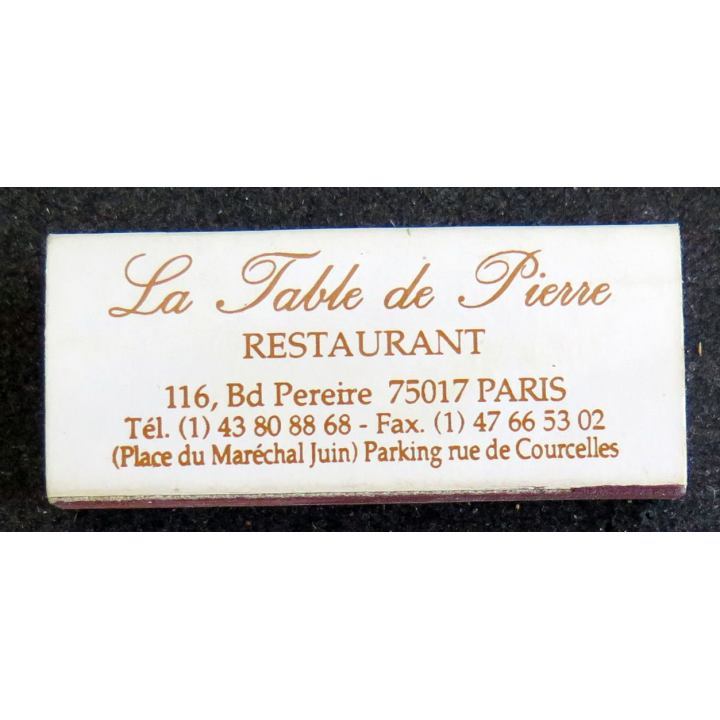 La Table de Pierre
RESTAURANT
116, Bd Pereire 75017 PARIS
Tél. (1) 43 80 88 68 - Fax. (1) 47 66 53 02
(Place du Maréchal Juin) Parking rue de Courcelles